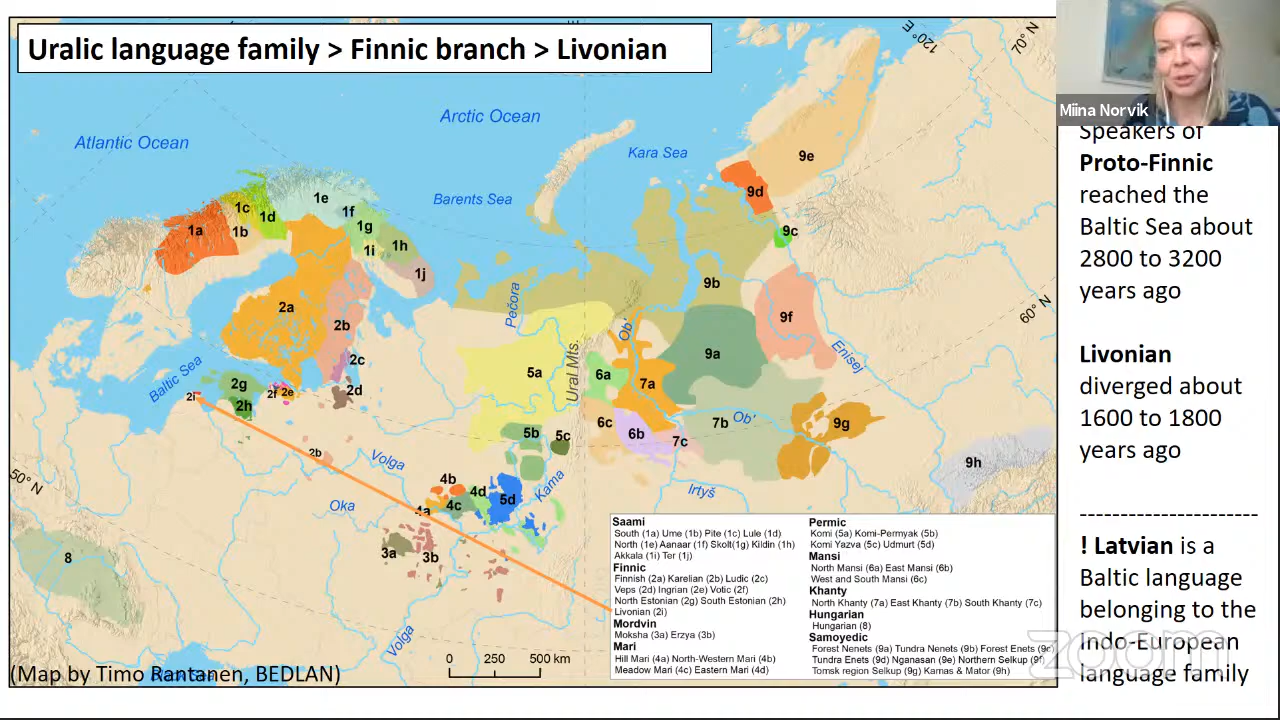 Uralic language family > Finnic branch > Livonian
120° E
70° N
Miina Norvik
Arctic Ocean
Atlantic Ocean
Kara Sea
Barents Sea
9e
9d
9c
1c
1d
1e
1f
1a
1b
1g
1h
1i
1j
9b
Pečora
2a
2b
9f
60° N
Ob'
Enisej
9a
2c
Ural Mts.
5a
6a
7a
Baltic Sea
2g
2f
2e
2d
2i
2h
6c
6b
7c
7b
Ob'
9g
5b
5c
2b
Volga
Kama
9h
50° N
4b
4d
5d
Irtyš
Oka
4a
4c
8
3a
3b
Volga
0 250 500 km
(Map by Timo Rantanen, BEDLAN)
Saami
South (1a) Ume (1b) Pite (1c) Lule (1d)
North (1e) Aanaar (1f) Skolt(1g) Kildin (1h)
Akkala (1i) Ter (1j)
Finnic
Finnish (2a) Karelian (2b) Ludic (2c)
Veps (2d) Ingrian (2e) Votic (2f)
North Estonian (2g) South Estonian (2h)
Livonian (2i)
Mordvin
Moksha (3a) Erzya (3b)
Mari
Hill Mari (4a) North-Western Mari (4b)
Meadow Mari (4c) Eastern Mari (4d)
Permic
Komi (5a) Komi-Permyak (5b)
Komi Yazva (5c) Udmurt (5d)
Mansi
North Mansi (6a) East Mansi (6b)
West and South Mansi (6c)
Khanty
North Khanty (7a) East Khanty (7b) South Khanty (7c)
Hungarian
Hungarian (8)
Samoyedic
Forest Nenets (9a) Tundra Nenets (9b) Forest Enets (9c)
Tundra Enets (9d) Nganasan (9e) Northern Selkup (9f)
Tomsk region Selkup (9g) Kamas & Mator (9h)
Speakers of
Proto-Finnic
reached the
Baltic Sea about
2800 to 3200
years ago
Livonian
diverged about
1600 to 1800
years ago
-----------------------
! Latvian is a
Baltic language
belonging to the
Indo-European
language family
zoom